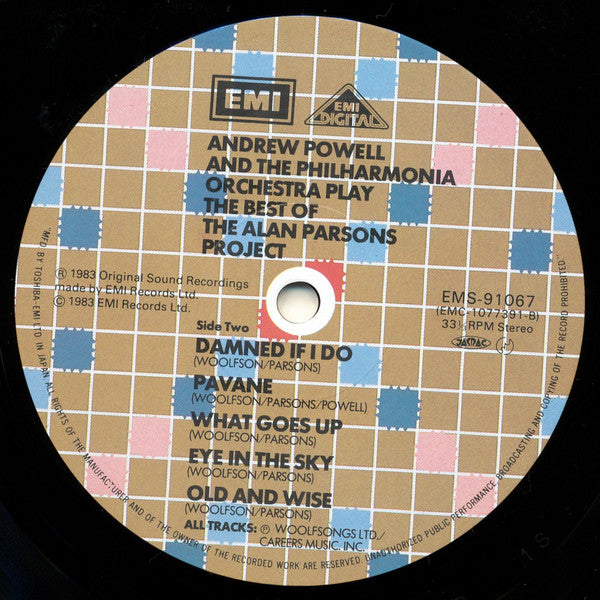 EMI
EMI
DIGITAL
ANDREW POWELL
AND THE PHILHARMONIA
ORCHESTRA PLAY
THE BEST OF
THE ALAN PARSONS
PROJECT
Ⓟ 1983 Original Sound Recordings
made by EMI Records Ltd.
© 1983 EMI Records Ltd.
EMS-91067
(EMC-1077391-B)
33⅓ RPM Stereo
JASRAC
Side Two
DAMNED IF I DO
(WOOLFSON/PARSONS)
PAVANE
(WOOLFSON/PARSONS/POWELL)
WHAT GOES UP
(WOOLFSON/PARSONS)
EYE IN THE SKY
(WOOLFSON/PARSONS)
OLD AND WISE
(WOOLFSON/PARSONS)
ALL TRACKS: Ⓟ WOOLFSONGS LTD./
CAREERS MUSIC, INC.
"MFD. BY TOSHIBA EMI LTD. IN JAPAN ALL RIGHTS OF THE MANUFACTURER AND OF THE OWNER OF THE RECORDED WORK ARE RESERVED. UNAUTHORIZED PUBLIC PERFORMANCE, BROADCASTING AND COPYING OF THE RECORD PROHIBITED."
1S